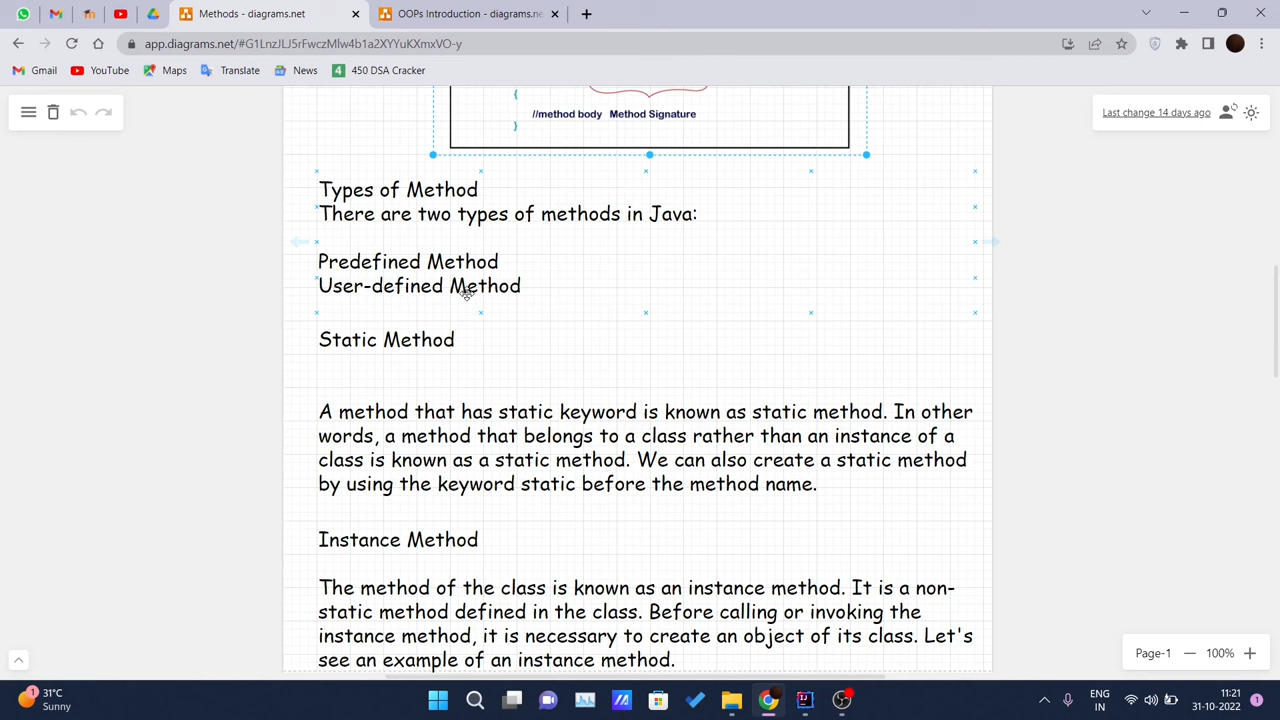 Methods - diagrams.net
OOPs Introduction - diagrams.ne
app.diagrams.net/#G1LnzJLJ5rFwczMlw4b1a2XYYuKXmxVO-y
Gmail
YouTube
Maps
Translate
News
4
450 DSA Cracker
Last change 14 days ago
{
//method body Method Signature
}
Types of Method
There are two types of methods in Java:
Predefined Method
User-defined Method
Static Method
A method that has static keyword is known as static method. In other
words, a method that belongs to a class rather than an instance of a
class is known as a static method. We can also create a static method
by using the keyword static before the method name.
Instance Method
The method of the class is known as an instance method. It is a non-
static method defined in the class. Before calling or invoking the
instance method, it is necessary to create an object of its class. Let's
see an example of an instance method.
Page-1
100%
1
31°C
Sunny
ENG
IN
11:21
31-10-2022
1